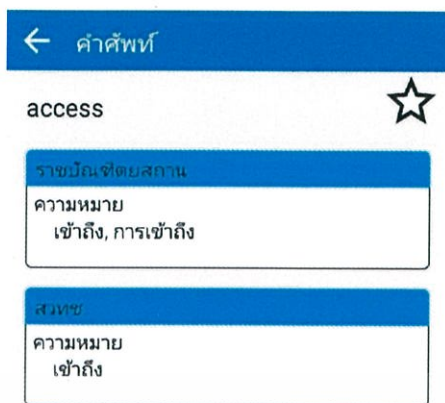 คำศัพท์
access
ราชบัณฑิตยสถาน
ความหมาย
เข้าถึง, การเข้าถึง
สวทช
ความหมาย
เข้าถึง